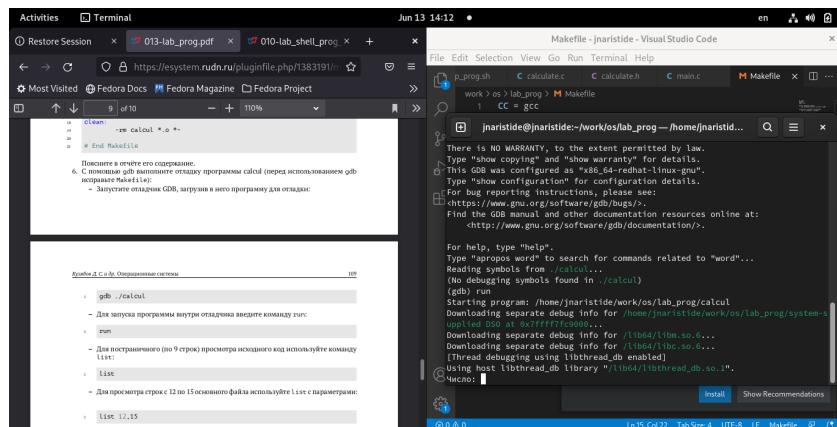 Activities
Terminal
Jun 13 14:12
en
Restore Session
013-lab_prog.pdf
010-lab_shell_prog_
https://esystem.rudn.ru/pluginfile.php/1383191/
Most Visited
Fedora Docs
Fedora Magazine
Fedora Project
9 of 10
110%
19 clean:
20 -rm calcul *.o *~
21
# End Makefile
Поясните в отчёте его содержание.
6. С помощью gdb выполните отладку программы calcul (перед использованием gdb
исправьте Makefile):
– Запустите отладчик GDB, загрузив в него программу для отладки:
Кулябов Д. С. и др. Операционные системы 109
1 gdb ./calcul
– Для запуска программы внутри отладчика введите команду run:
1 run
– Для постраничного (по 9 строк) просмотра исходного код используйте команду
list:
1 list
– Для просмотра строк с 12 по 15 основного файла используйте list с параметрами:
1 list 12,15
Makefile - jnaristide - Visual Studio Code
File Edit Selection View Go Run Terminal Help
p_prog.sh
calculate.c
calculate.h
main.c
Makefile
work > os > lab_prog > Makefile
1 CC = gcc
jnaristide@jnaristide:~/work/os/lab_prog — /home/jnaristid...
There is NO WARRANTY, to the extent permitted by law.
Type "show copying" and "show warranty" for details.
This GDB was configured as "x86_64-redhat-linux-gnu".
Type "show configuration" for configuration details.
For bug reporting instructions, please see:
<https://www.gnu.org/software/gdb/bugs/>.
Find the GDB manual and other documentation resources online at:
<http://www.gnu.org/software/gdb/documentation/>.
For help, type "help".
Type "apropos word" to search for commands related to "word"...
Reading symbols from ./calcul...
(No debugging symbols found in ./calcul)
(gdb) run
Starting program: /home/jnaristide/work/os/lab_prog/calcul
Downloading separate debug info for /home/jnaristide/work/os/lab_prog/system-s
upplied DSO at 0x7ffff7fc9000...
Downloading separate debug info for /lib64/libm.so.6...
Downloading separate debug info for /lib64/libc.so.6...
[Thread debugging using libthread_db enabled]
Using host libthread_db library "/lib64/libthread_db.so.1".
Число:
Install
Show Recommendations
0 0
Ln 15, Col 22 Tab Size: 4 UTF-8 LF Makefile